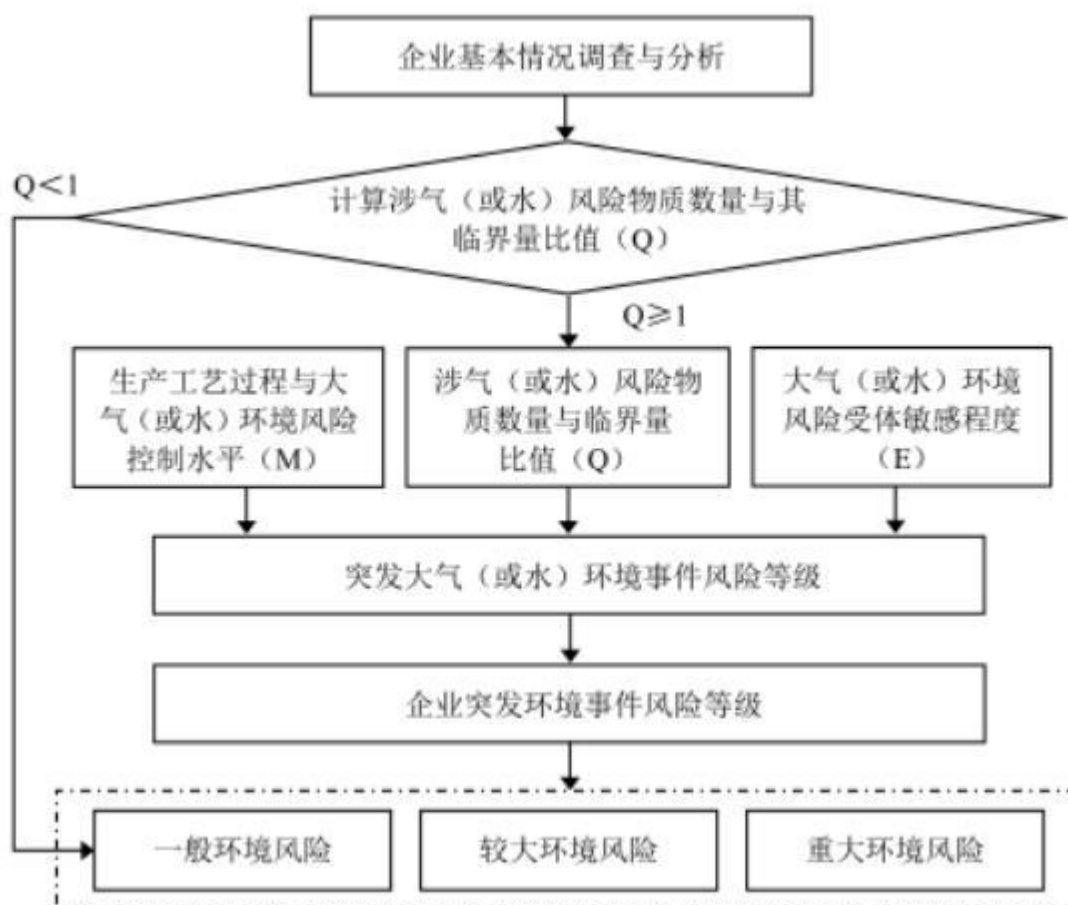 企业基本情况调查与分析
Q＜1
计算涉气（或水）风险物质数量与其
临界量比值（Q）
Q≥1
生产工艺过程与大
气（或水）环境风险
控制水平（M）
涉气（或水）风险物
质数量与临界量
比值（Q）
大气（或水）环境
风险受体敏感程度
（E）
突发大气（或水）环境事件风险等级
企业突发环境事件风险等级
一般环境风险
较大环境风险
重大环境风险